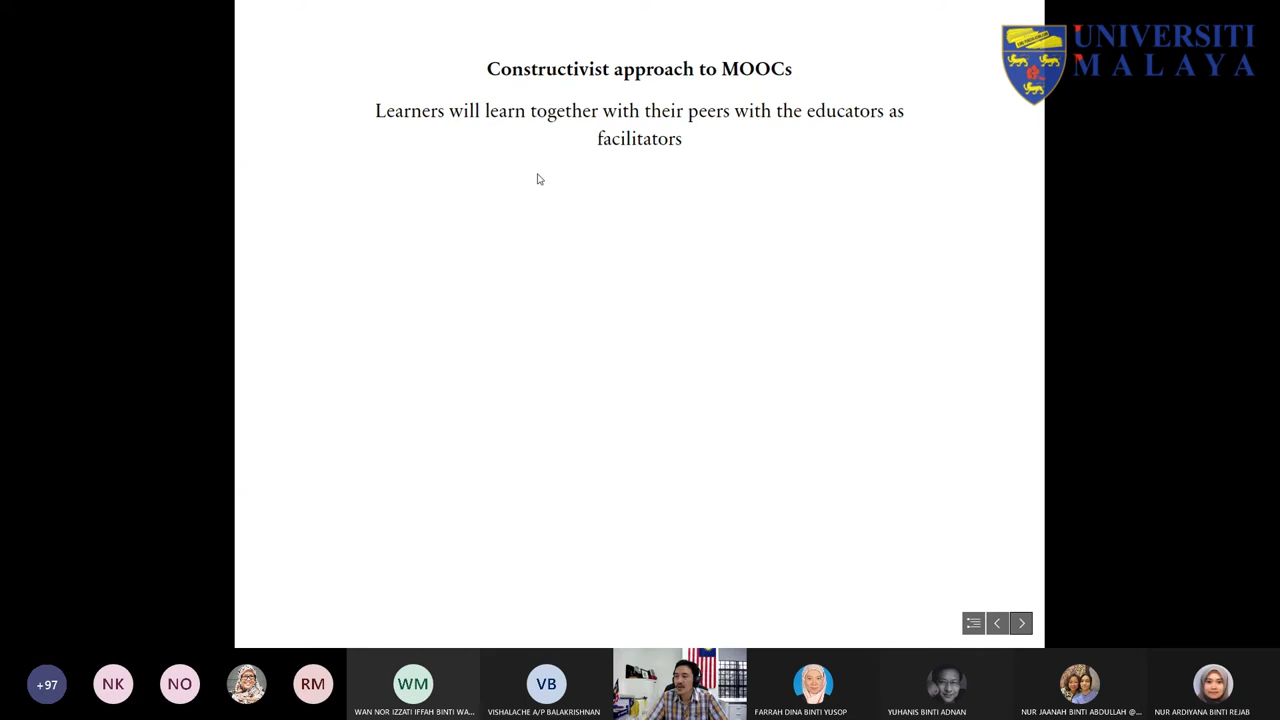 UNIVERSITI
MALAYA
Constructivist approach to MOOCs
Learners will learn together with their peers with the educators as
facilitators
+97
NK
NO
RM
WM
WAN NOR IZZATI IFFAH BINTI WA...
VB
VISHALACHE A/P BALAKRISHNAN
FARRAH DINA BINTI YUSOP
YUHANIS BINTI ADNAN
NUR JAANAH BINTI ABDULLAH @...
NUR ARDIYANA BINTI REJAB